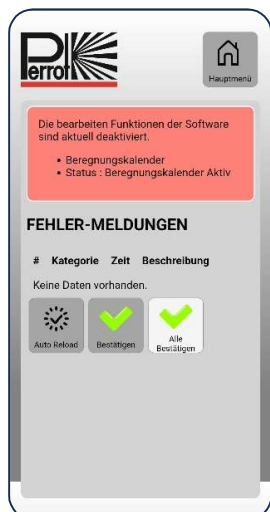 Perrot
Hauptmenü
Die bearbeiten Funktionen der Software
sind aktuell deaktiviert.
• Beregnungskalender
• Status : Beregnungskalender Aktiv
FEHLER-MELDUNGEN
# Kategorie Zeit Beschreibung
Keine Daten vorhanden.
Auto Reload Bestätigen Alle
Bestätigen